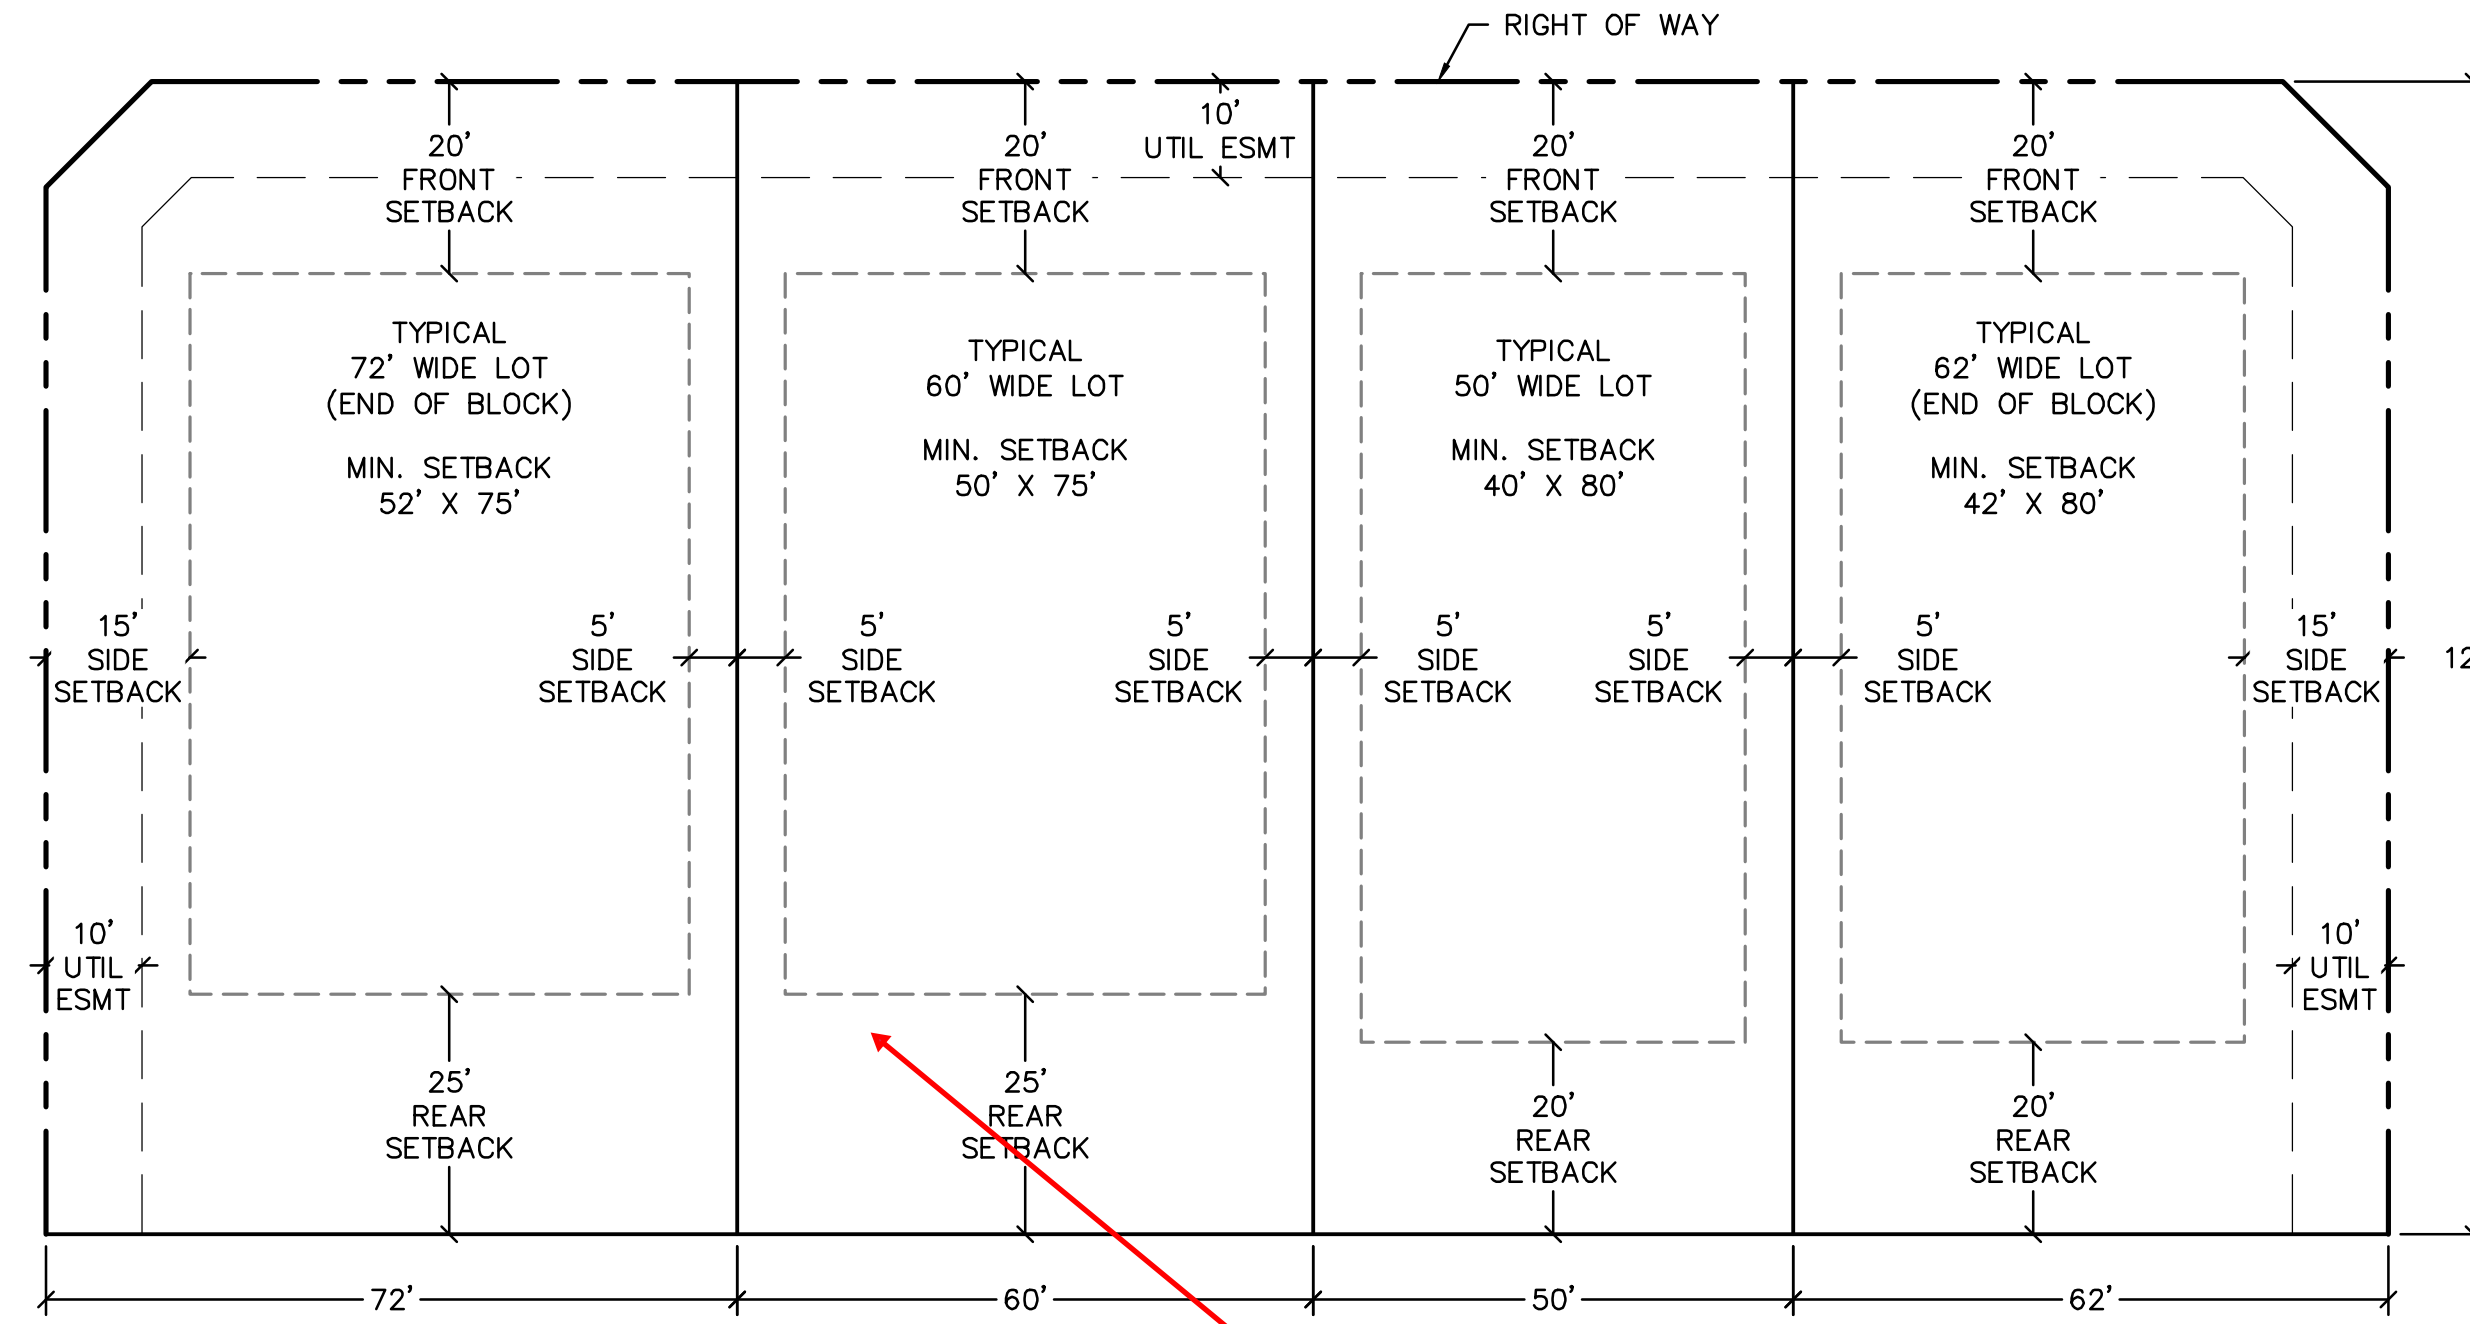 RIGHT OF WAY
20'
FRONT
SETBACK
20'
FRONT
SETBACK
10'
UTIL ESMT
20'
FRONT
SETBACK
20'
FRONT
SETBACK
TYPICAL
72' WIDE LOT
(END OF BLOCK)
MIN. SETBACK
52' X 75'
TYPICAL
60' WIDE LOT
MIN. SETBACK
50' X 75'
TYPICAL
50' WIDE LOT
MIN. SETBACK
40' X 80'
TYPICAL
62' WIDE LOT
(END OF BLOCK)
MIN. SETBACK
42' X 80'
15'
SIDE
SETBACK
5'
SIDE
SETBACK
5'
SIDE
SETBACK
5'
SIDE
SETBACK
5'
SIDE
SETBACK
5'
SIDE
SETBACK
5'
SIDE
SETBACK
15'
SIDE
SETBACK
10'
UTIL
ESMT
10'
UTIL
ESMT
25'
REAR
SETBACK
25'
REAR
SETBACK
20'
REAR
SETBACK
20'
REAR
SETBACK
72'
60'
50'
62'